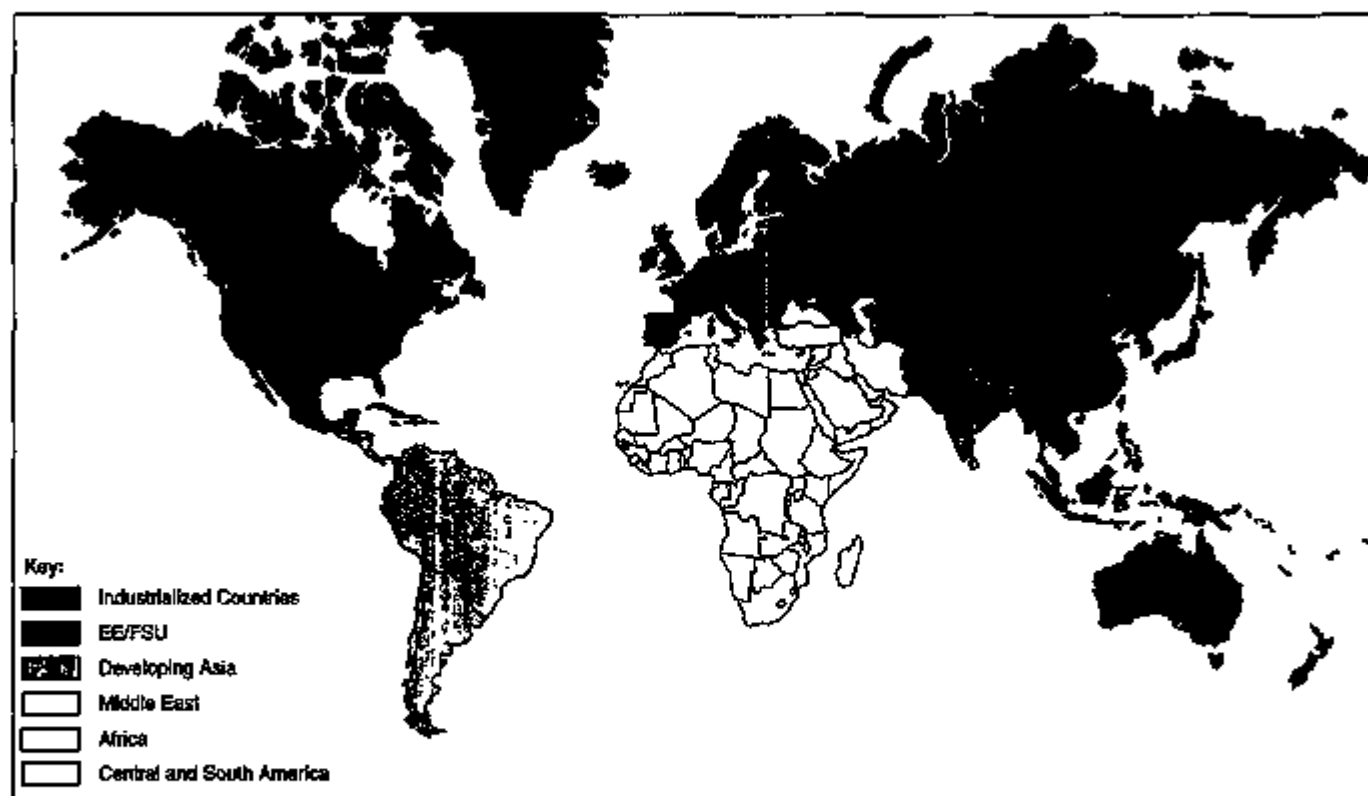 Key:
Industrialized Countries
EE/FSU
Developing Asia
Middle East
Africa
Central and South America